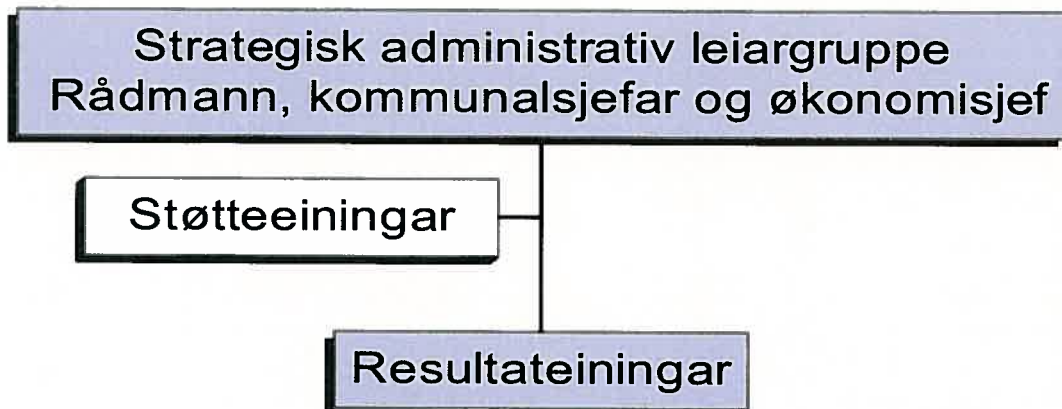 Strategisk administrativ leiargruppe
Rådmann, kommunalsjefar og økonomisjef
Støtteeiningar
Resultateiningar